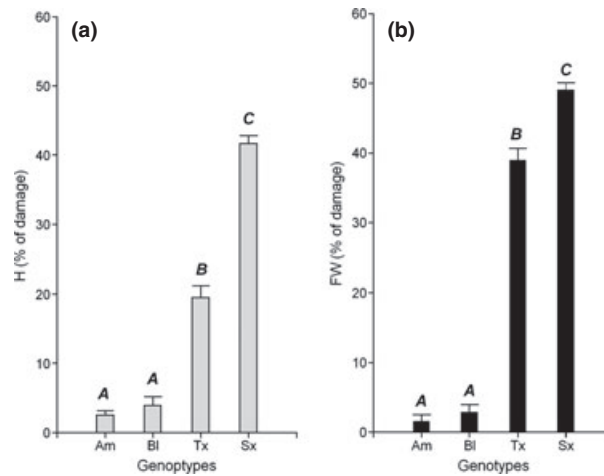 (a)
H (% of damage)
60
50
40
30
20
10
0
A
A
B
C
Am Bl Tx Sx
Genoptypes
(b)
FW (% of damage)
60
50
40
30
20
10
0
A
A
B
C
Am Bl Tx Sx
Genoptypes